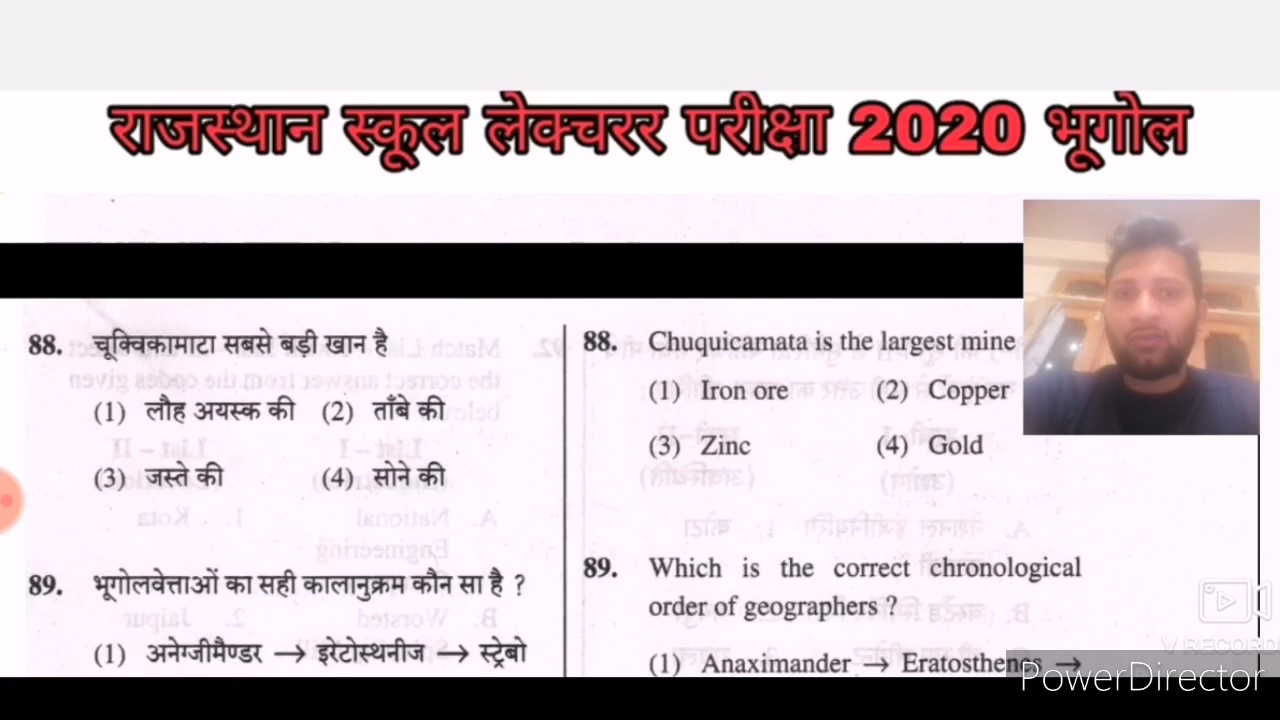 राजस्थान स्कूल लेक्चरर परीक्षा 2020 भूगोल
88. चूक्विकामाटा सबसे बड़ी खान है
(1) लौह अयस्क की (2) ताँबे की
(3) जस्ते की (4) सोने की
89. भूगोलवेत्ताओं का सही कालानुक्रम कौन सा है ?
(1) अनेग्जीमैण्डर → इरेटोस्थनीज → स्ट्रेबो
88. Chuquicamata is the largest mine
(1) Iron ore (2) Copper
(3) Zinc (4) Gold
89. Which is the correct chronological
order of geographers ?
(1) Anaximander → Eratosthenes →
V RECORD
PowerDirector